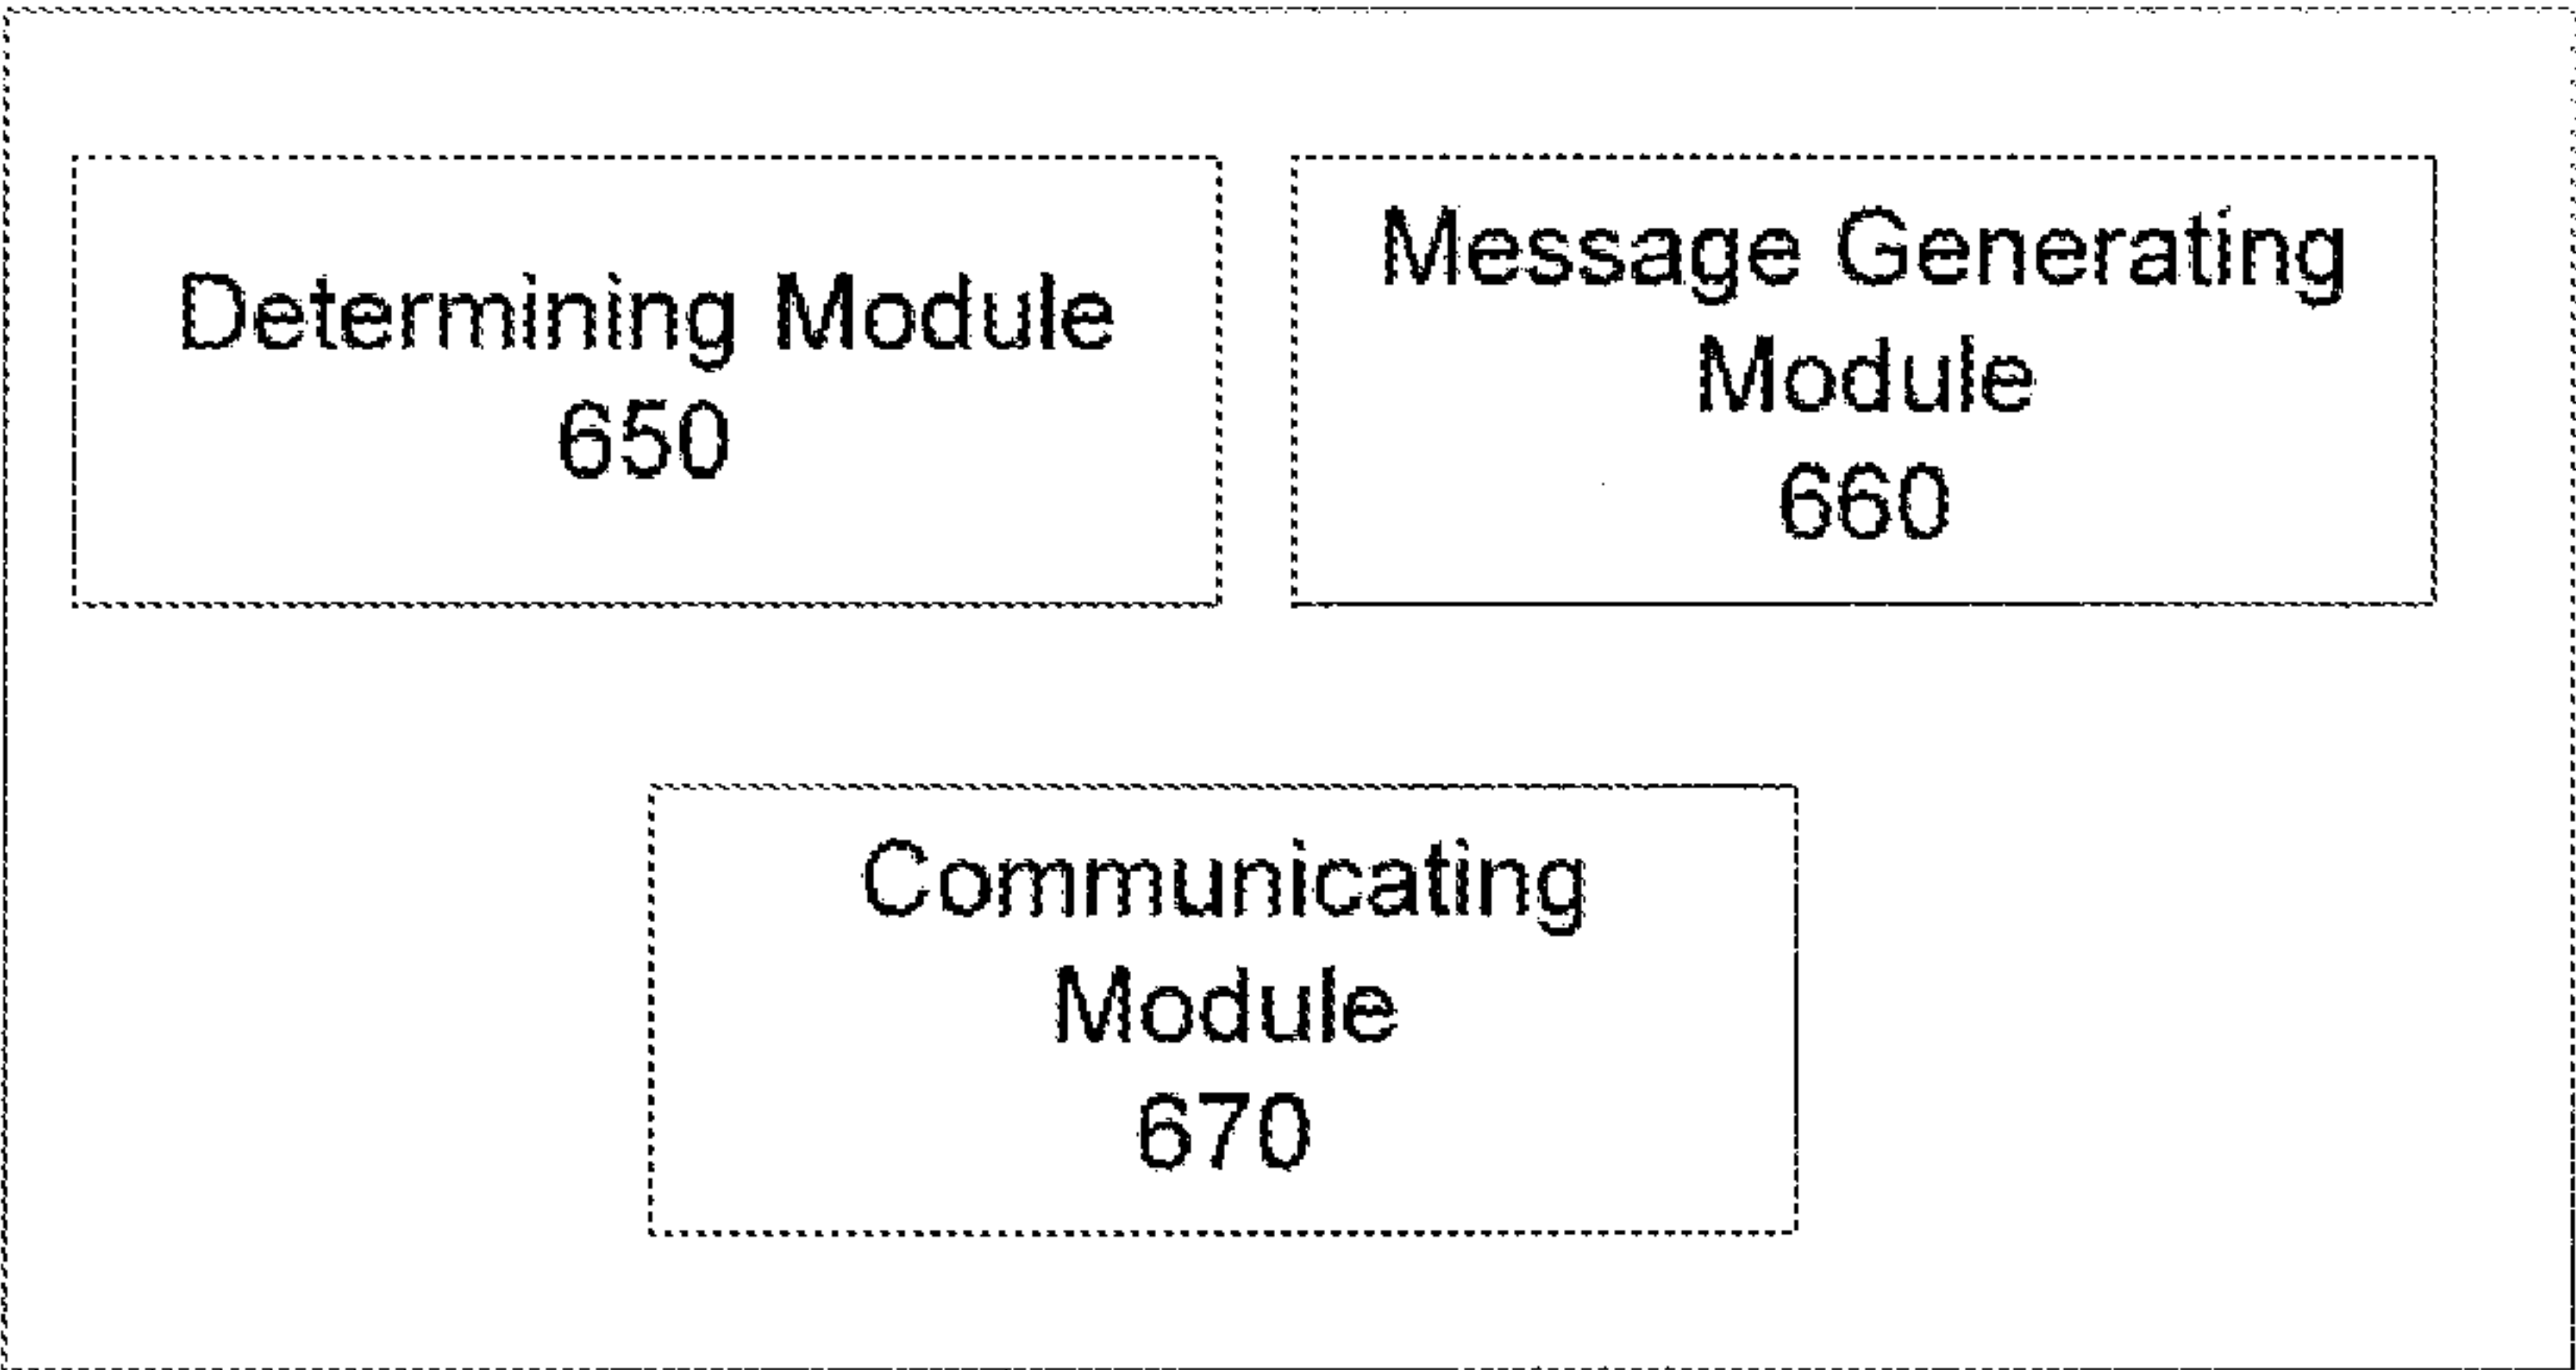 Determining Module
650
Message Generating
Module
660
Communicating
Module
670